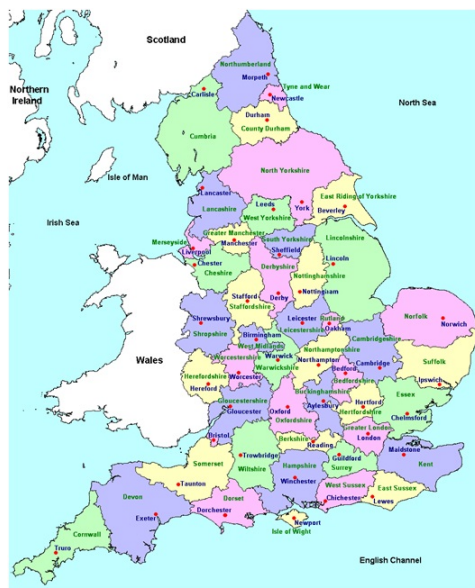 Scotland
Northumberland
Morpeth
Northern
Ireland
Tyne and Wear
Newcastle
Carlisle
North Sea
Durham
County Durham
Cumbria
North Yorkshire
Isle of Man
Lancaster
East Riding of Yorkshire
Lancashire
Leeds
York
Beverley
West Yorkshire
Irish Sea
Greater Manchester
South Yorkshire
Lincolnshire
Merseyside
Manchester
Liverpool
Sheffield
Chester
Derbyshire
Lincoln
Cheshire
Nottinghamshire
Stafford
Derby
Nottingham
Staffordshire
Norfolk
Norwich
Shrewsbury
Leicester
Rutland
Shropshire
Leicestershire
Oakham
Birmingham
Cambridgeshire
West Midlands
Northamptonshire
Suffolk
Wales
Worcestershire
Warwick
Northampton
Cambridge
Herefordshire
Worcester
Warwickshire
Bedford
Hereford
Bedfordshire
Ipswich
Buckinghamshire
Essex
Gloucestershire
Aylesbury
Hertford
Gloucester
Oxford
Hertfordshire
Chelmsford
Oxfordshire
Greater London
Bristol
London
Berkshire
Reading
Somerset
Trowbridge
Guildford
Maidstone
Wiltshire
Hampshire
Surrey
Kent
Taunton
Winchester
West Sussex
East Sussex
Devon
Dorset
Chichester
Lewes
Exeter
Dorchester
Newport
Cornwall
Isle of Wight
Truro
English Channel